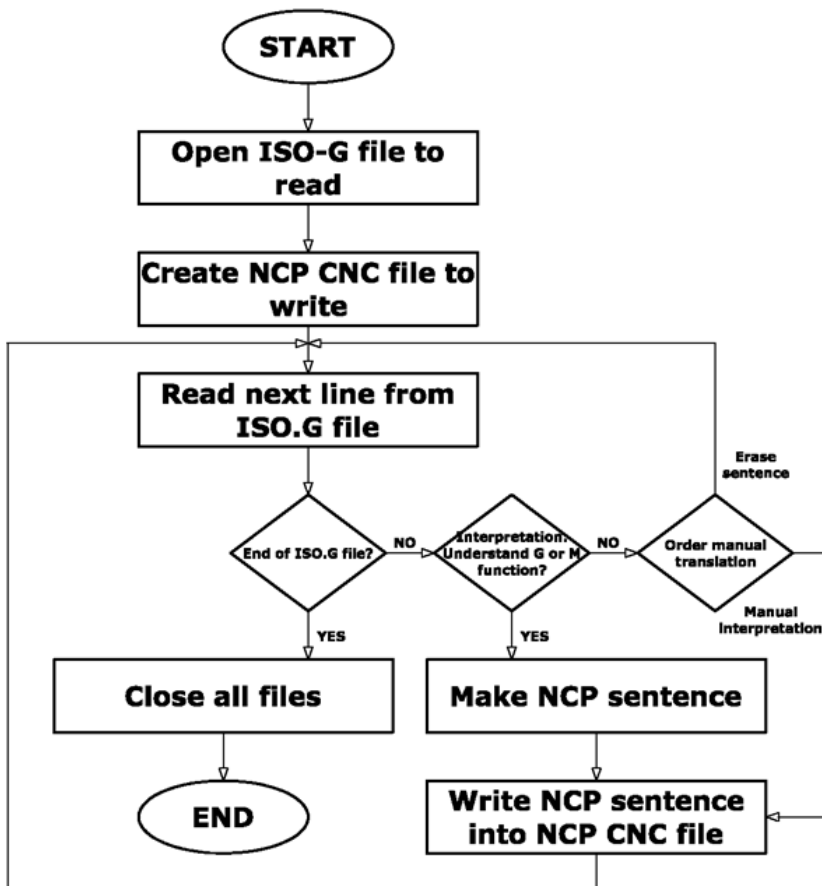 START
Open ISO-G file to
read
Create NCP CNC file to
write
Read next line from
ISO.G file
Erase
sentence
End of ISO.G file?
NO
Interpretation.
Understand G or M
function?
NO
Order manual
translation
Manual
interpretation
YES
YES
Close all files
Make NCP sentence
END
Write NCP sentence
into NCP CNC file